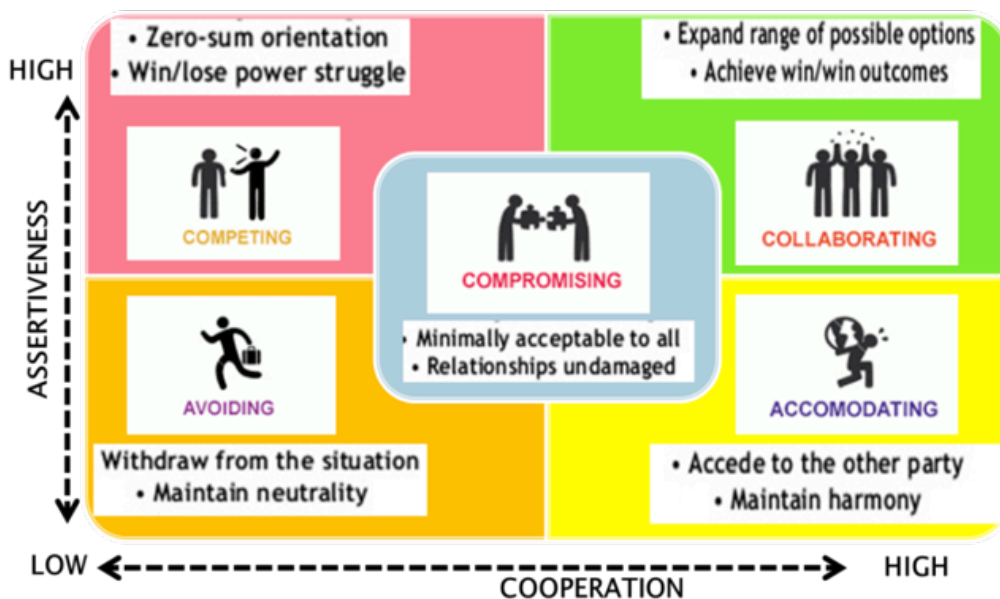 • Zero-sum orientation
• Win/lose power struggle
• Expand range of possible options
• Achieve win/win outcomes
HIGH
COMPETING
COMPROMISING
• Minimally acceptable to all
• Relationships undamaged
COLLABORATING
ASSERTIVENESS
AVOIDING
Withdraw from the situation
• Maintain neutrality
ACCOMODATING
• Accede to the other party
• Maintain harmony
LOW
COOPERATION
HIGH